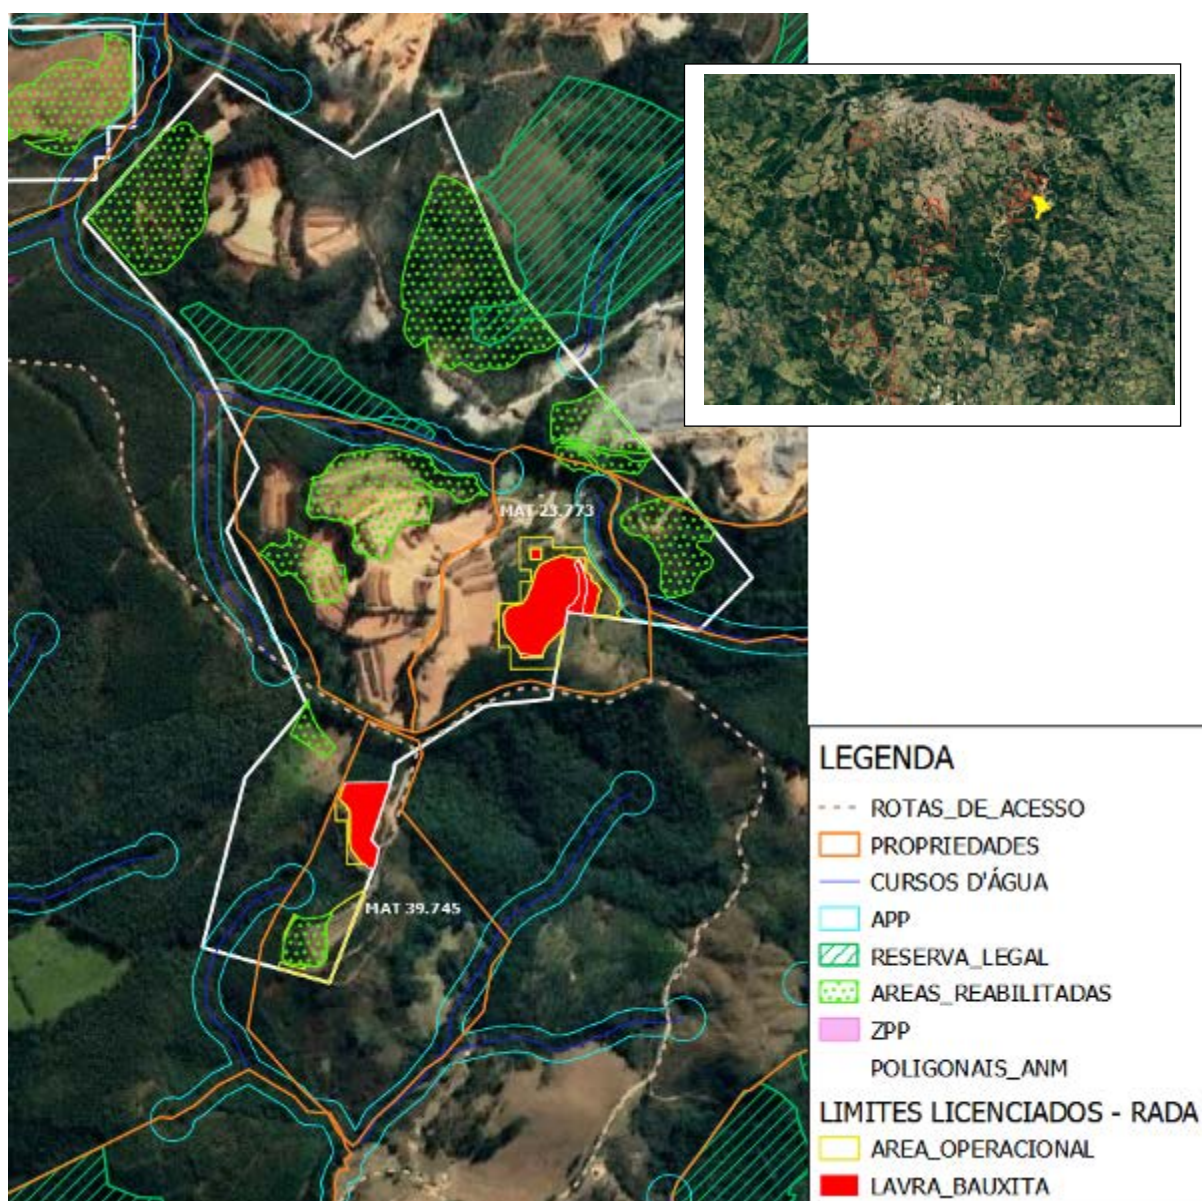 MAT 23.773
MAT 39.745
LEGENDA
ROTAS_DE_ACESSO
PROPRIEDADES
CURSOS D'ÁGUA
APP
RESERVA_LEGAL
AREAS_REABILITADAS
ZPP
POLIGONAIS_ANM
LIMITES LICENCIADOS - RADA
AREA_OPERACIONAL
LAVRA_BAUXITA